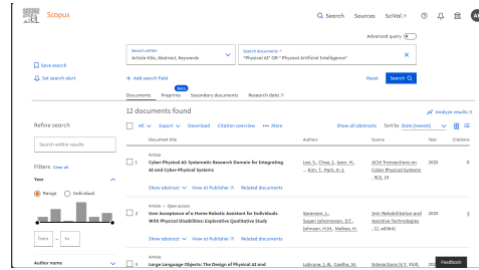 Scopus
Search Sources SciVal
Advanced query
Save search
Set search alert
Search within
Article title, Abstract, Keywords
Search documents *
"Physical AI" OR "Physical Artificial Intelligence"
+ Add search field
Reset Search
Beta
Documents Preprints Secondary documents Research data
12 documents found
Analyze results
All Export Download Citation overview ••• More
Show all abstracts Sort by Date (newest)
Document title Authors Source Year Citations
Refine search
Search within results
Filters Clear all
Year
Range Individual
From – to
Author name
Article
1 Cyber-Physical AI: Systematic Research Domain for Integrating AI and Cyber-Physical Systems
2025 6
ACM Transactions on Cyber-Physical Systems
Show abstract View at Publisher Related documents
Article • Open access
2 User Acceptance of a Home Robotic Assistant for Individuals With Physical Disabilities: Explorative Qualitative Study
2025 2
JMIR Rehabilitation and Assistive Technologies
Show abstract View at Publisher Related documents
Article
3 Large Language Objects: The Design of Physical AI and
2025
Feedback